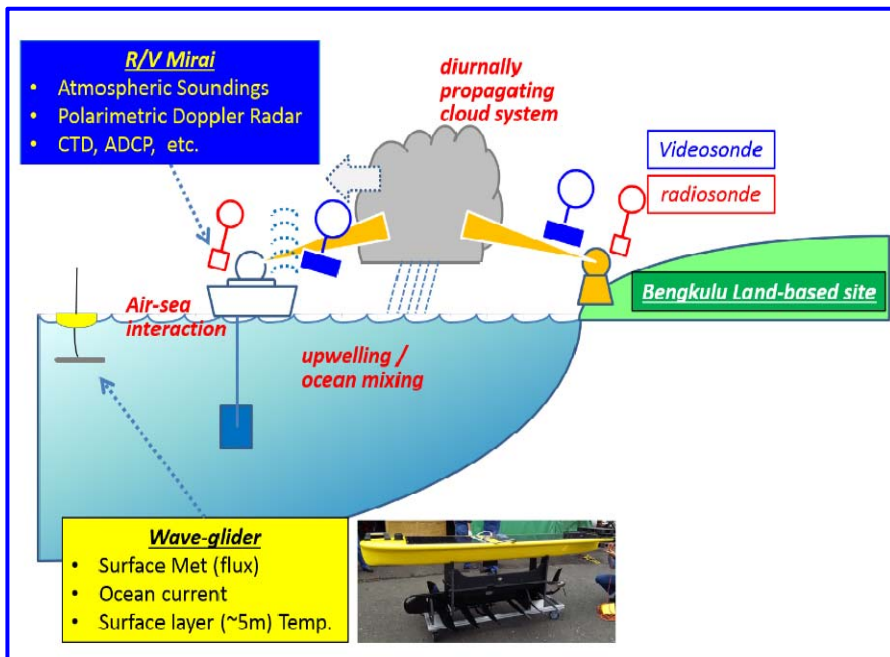 R/V Mirai
• Atmospheric Soundings
• Polarimetric Doppler Radar
• CTD, ADCP, etc.
diurnally
propagating
cloud system
Videosonde
radiosonde
Bengkulu Land-based site
Air-sea
interaction
upwelling /
ocean mixing
Wave-glider
• Surface Met (flux)
• Ocean current
• Surface layer (~5m) Temp.